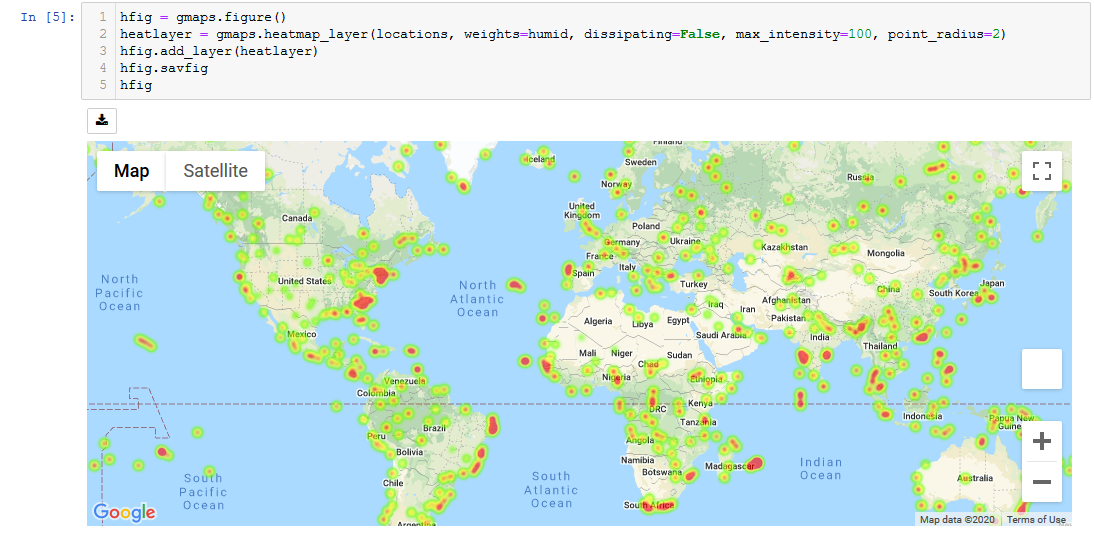 In [5]:
1 hfig = gmaps.figure()
2 heatlayer = gmaps.heatmap_layer(locations, weights=humid, dissipating=False, max_intensity=100, point_radius=2)
3 hfig.add_layer(heatlayer)
4 hfig.savfig
5 hfig
Map Satellite
Finland
Iceland
Sweden
Norway
Russia
United
Kingdom
Canada
Poland
Germany
Ukraine
Kazakhstan
Mongolia
France
Italy
Spain
United States
Turkey
North
Pacific
Ocean
North
Atlantic
Ocean
China
Japan
South Korea
Afghanistan
Iraq
Iran
Pakistan
Algeria
Libya
Egypt
Saudi Arabia
Mexico
India
Thailand
Mali
Niger
Chad
Sudan
Nigeria
Ethiopia
Venezuela
Colombia
DRC
Kenya
Indonesia
Papua New
Guinea
Brazil
Tanzania
Peru
Angola
Bolivia
Namibia
Botswana
Madagascar
Indian
Ocean
South
Pacific
Ocean
Chile
South
Atlantic
Ocean
Australia
South Africa
Argentina
+
−
Google
Map data ©2020 Terms of Use